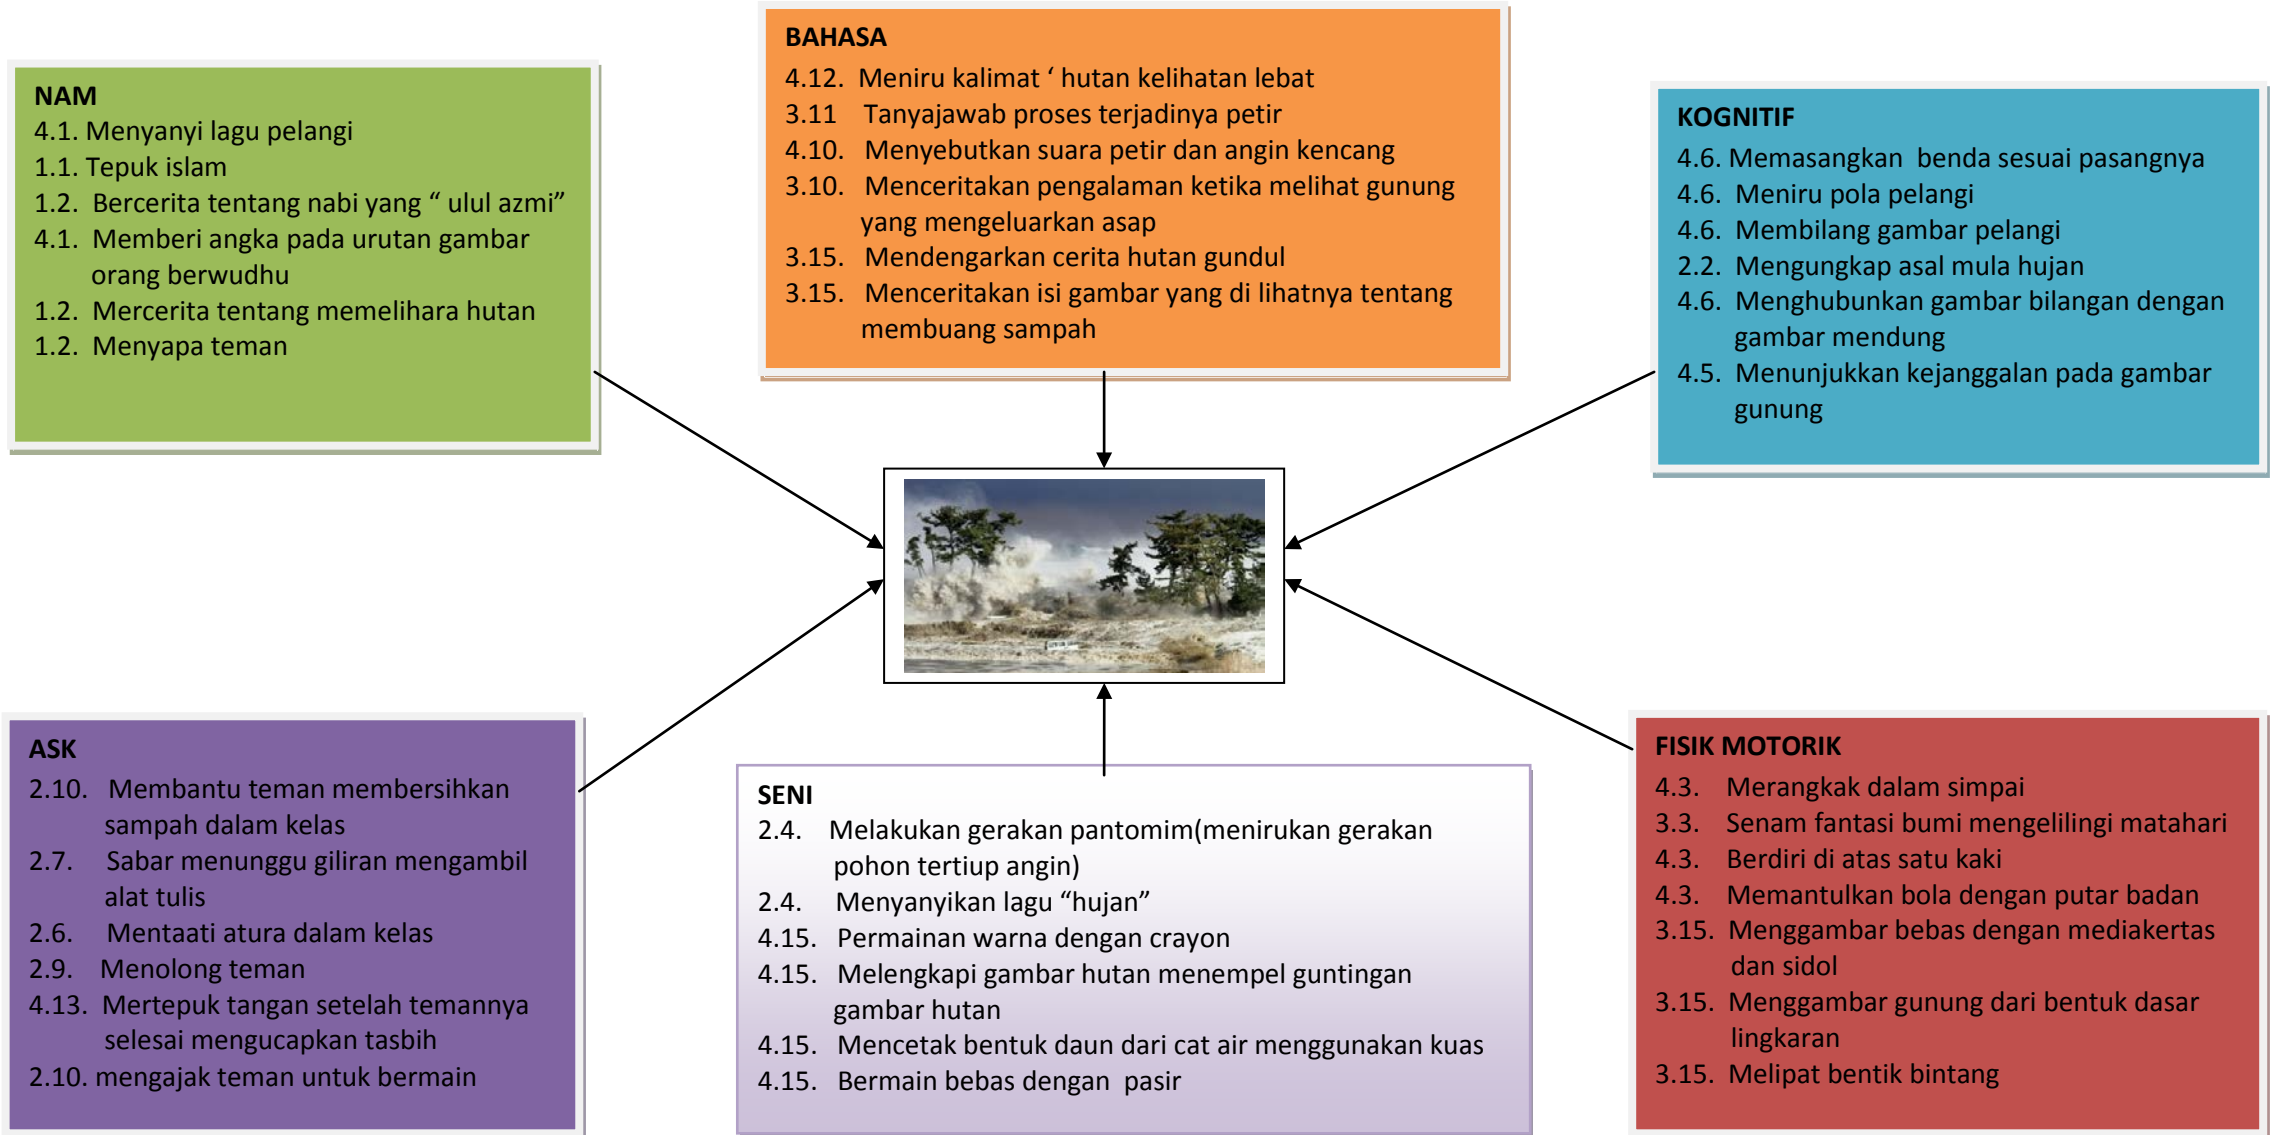 NAM
4.1. Menyanyi lagu pelangi
1.1. Tepuk islam
1.2. Bercerita tentang nabi yang “ ulul azmi”
4.1. Memberi angka pada urutan gambar
orang berwudhu
1.2. Mercerita tentang memelihara hutan
1.2. Menyapa teman
BAHASA
4.12. Meniru kalimat ‘ hutan kelihatan lebat
3.11 Tanyajawab proses terjadinya petir
4.10. Menyebutkan suara petir dan angin kencang
3.10. Menceritakan pengalaman ketika melihat gunung
yang mengeluarkan asap
3.15. Mendengarkan cerita hutan gundul
3.15. Menceritakan isi gambar yang di lihatnya tentang
membuang sampah
KOGNITIF
4.6. Memasangkan benda sesuai pasangnya
4.6. Meniru pola pelangi
4.6. Membilang gambar pelangi
2.2. Mengungkap asal mula hujan
4.6. Menghubunkan gambar bilangan dengan
gambar mendung
4.5. Menunjukkan kejanggalan pada gambar
gunung
ASK
2.10. Membantu teman membersihkan
sampah dalam kelas
2.7. Sabar menunggu giliran mengambil
alat tulis
2.6. Mentaati atura dalam kelas
2.9. Menolong teman
4.13. Mertepuk tangan setelah temannya
selesai mengucapkan tasbih
2.10. mengajak teman untuk bermain
SENI
2.4. Melakukan gerakan pantomim(menirukan gerakan
pohon tertiup angin)
2.4. Menyanyikan lagu “hujan”
4.15. Permainan warna dengan crayon
4.15. Melengkapi gambar hutan menempel guntingan
gambar hutan
4.15. Mencetak bentuk daun dari cat air menggunakan kuas
4.15. Bermain bebas dengan pasir
FISIK MOTORIK
4.3. Merangkak dalam simpai
3.3. Senam fantasi bumi mengelilingi matahari
4.3. Berdiri di atas satu kaki
4.3. Memantulkan bola dengan putar badan
3.15. Menggambar bebas dengan mediakertas
dan sidol
3.15. Menggambar gunung dari bentuk dasar
lingkaran
3.15. Melipat bentik bintang